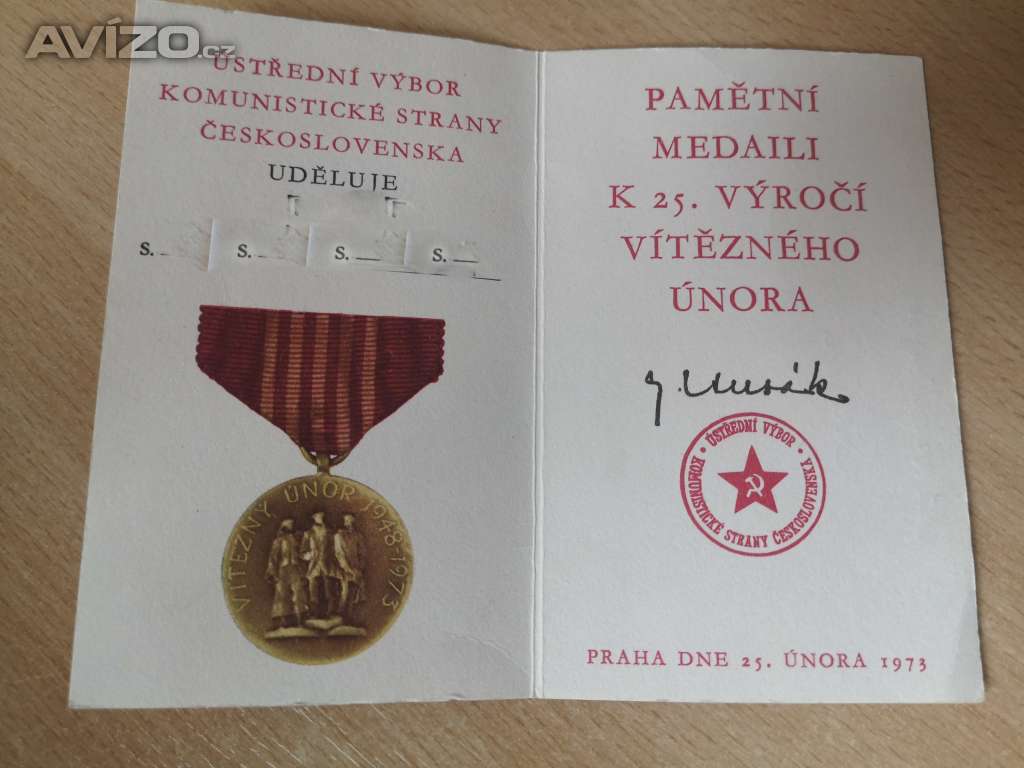 AVÍZO.cz
ÚSTŘEDNÍ VÝBOR
KOMUNISTICKÉ STRANY
ČESKOSLOVENSKA
UDĚLUJE
S. S. S. S.
VÍTĚZNÝ ÚNOR 1948-1973
PAMĚTNÍ
MEDAILI
K 25. VÝROČÍ
VÍTĚZNÉHO
ÚNORA
ÚSTŘEDNÍ VÝBOR
KOMUNISTICKÉ STRANY ČESKOSLOVENSKA
PRAHA DNE 25. ÚNORA 1973